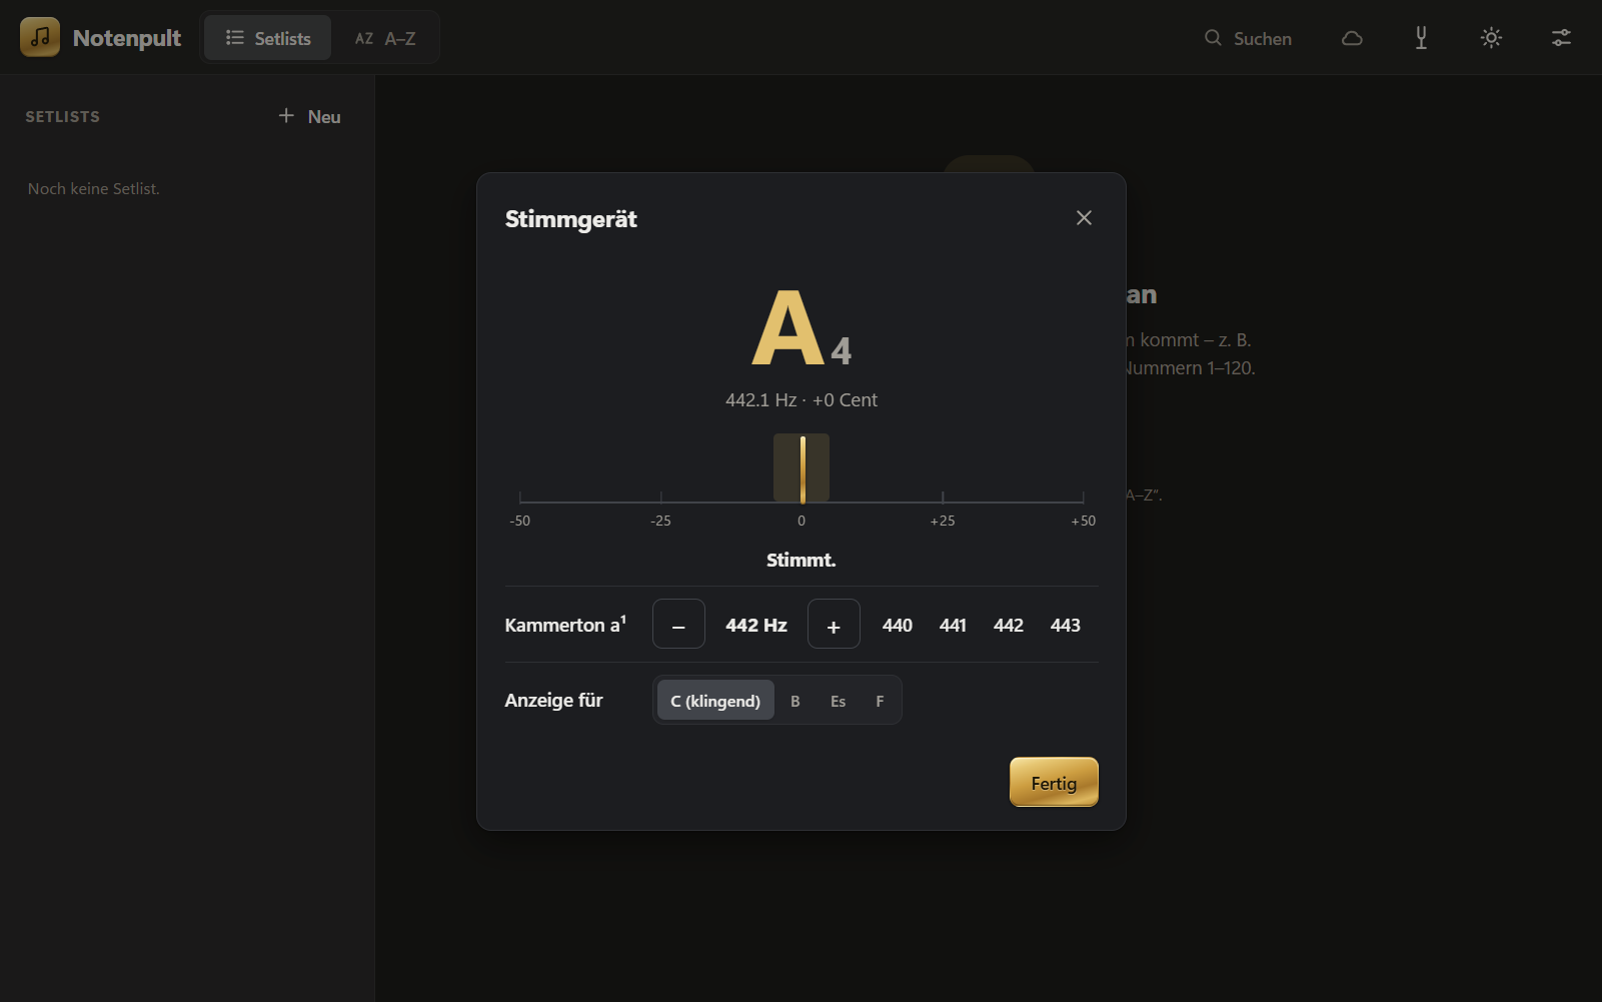 Notenpult
Setlists
AZ A–Z
Suchen
SETLISTS
+ Neu
Noch keine Setlist.
an
kommt – z. B.
Nummern 1–120.
A–Z“.
Stimmgerät
A4
442.1 Hz · +0 Cent
-50 -25 0 +25 +50
Stimmt.
Kammerton a¹ – 442 Hz + 440 441 442 443
Anzeige für C (klingend) B Es F
Fertig